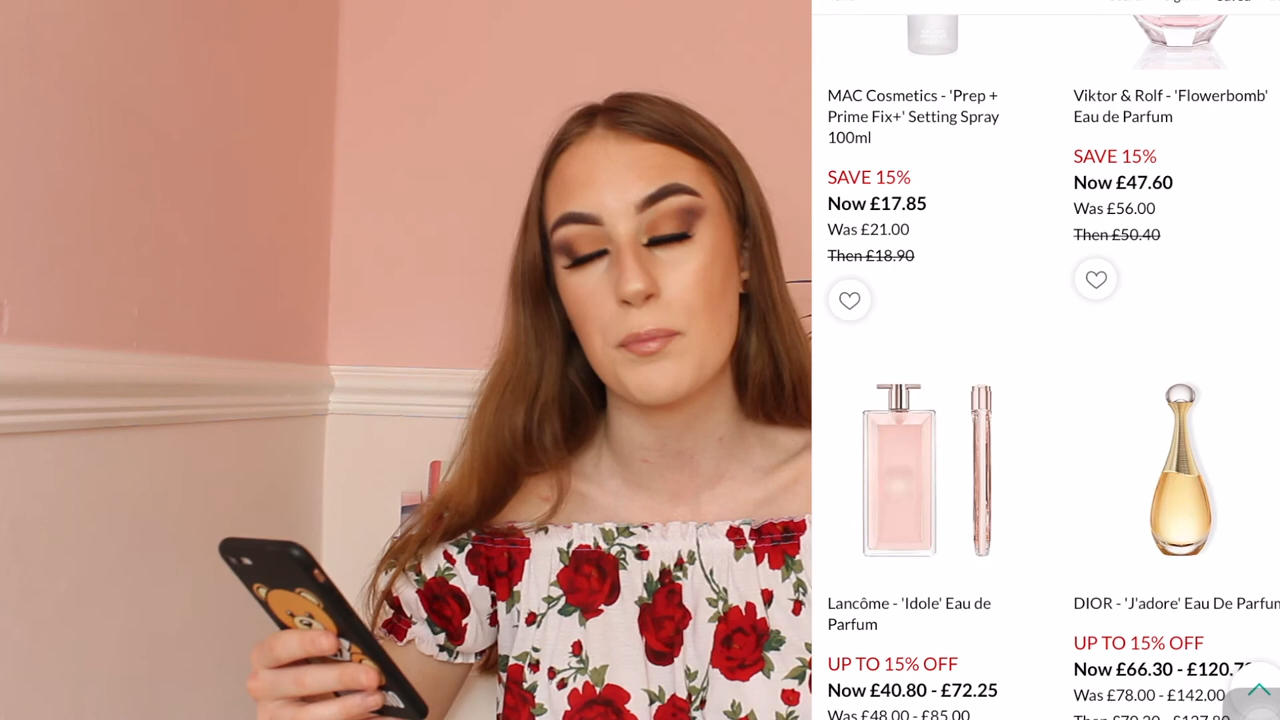 MAC Cosmetics - 'Prep +
Prime Fix+' Setting Spray
100ml
SAVE 15%
Now £17.85
Was £21.00
Then £18.90
Viktor & Rolf - 'Flowerbomb'
Eau de Parfum
SAVE 15%
Now £47.60
Was £56.00
Then £50.40
Lancôme - 'Idole' Eau de
Parfum
UP TO 15% OFF
Now £40.80 - £72.25
Was £48.00 - £85.00
DIOR - 'J'adore' Eau De Parfum
UP TO 15% OFF
Now £66.30 -
Was £78.00 - £142.00